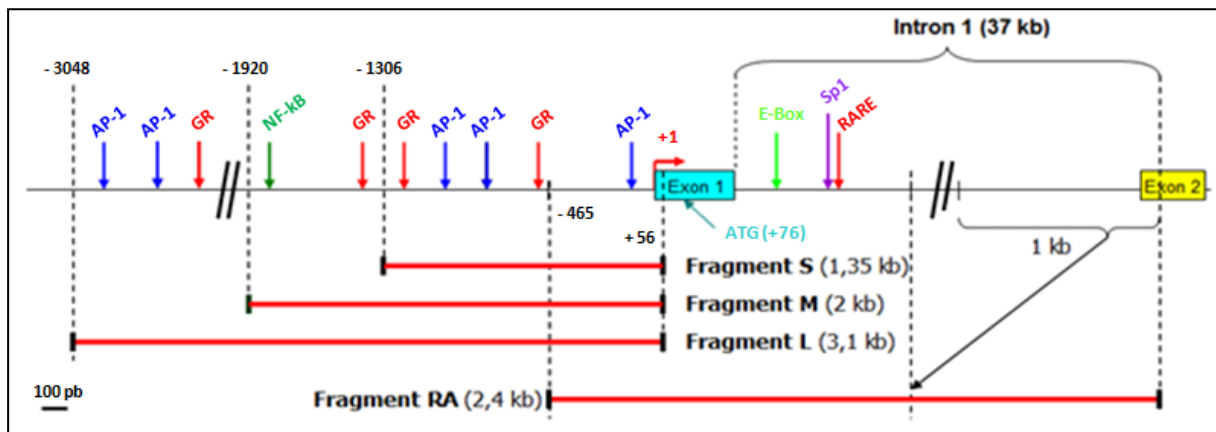 Intron 1 (37 kb)
- 3048
- 1920
- 1306
AP-1
AP-1
GR
NF-kB
GR
GR
AP-1
AP-1
GR
AP-1
+1
E-Box
Sp1
RARE
Exon 1
Exon 2
- 465
+ 56
ATG (+76)
1 kb
Fragment S (1,35 kb)
Fragment M (2 kb)
Fragment L (3,1 kb)
100 pb
Fragment RA (2,4 kb)